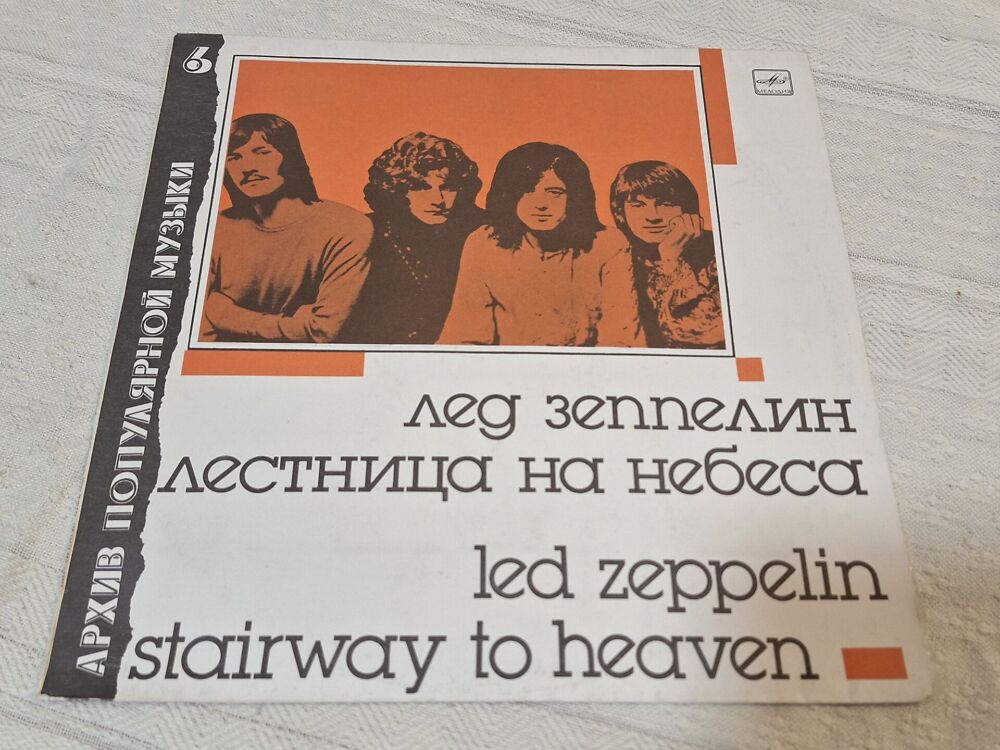 6
АРХИВ ПОПУЛЯРНОЙ МУЗЫКИ
МЕЛОДИЯ
лед зеппелин
лестница на небеса
led zeppelin
stairway to heaven